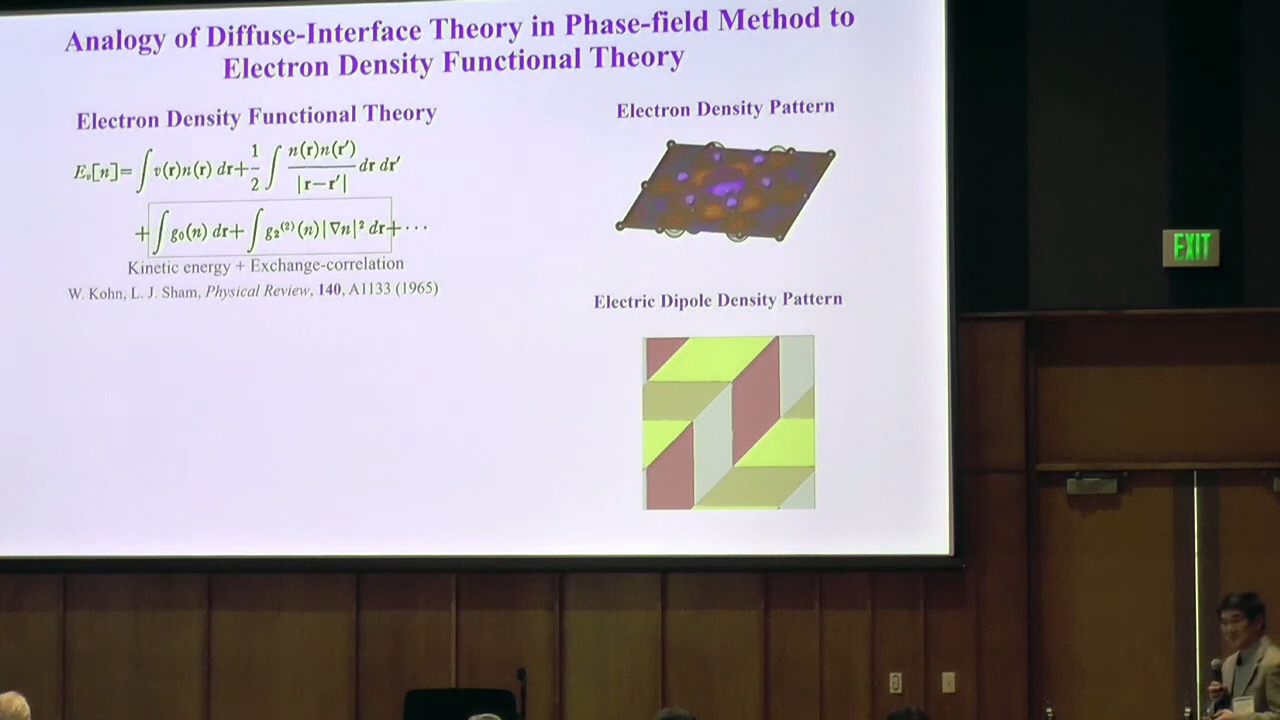 Analogy of Diffuse-Interface Theory in Phase-field Method to
Electron Density Functional Theory
Electron Density Functional Theory
E_v[n]=∫v(r)n(r) dr+1/2∫n(r)n(r′)/|r−r′| dr dr′
+∫g₀(n) dr+∫g₂⁽²⁾(n)|∇n|² dr+···
Kinetic energy + Exchange-correlation
W. Kohn, L. J. Sham, Physical Review, 140, A1133 (1965)
Electron Density Pattern
Electric Dipole Density Pattern
EXIT